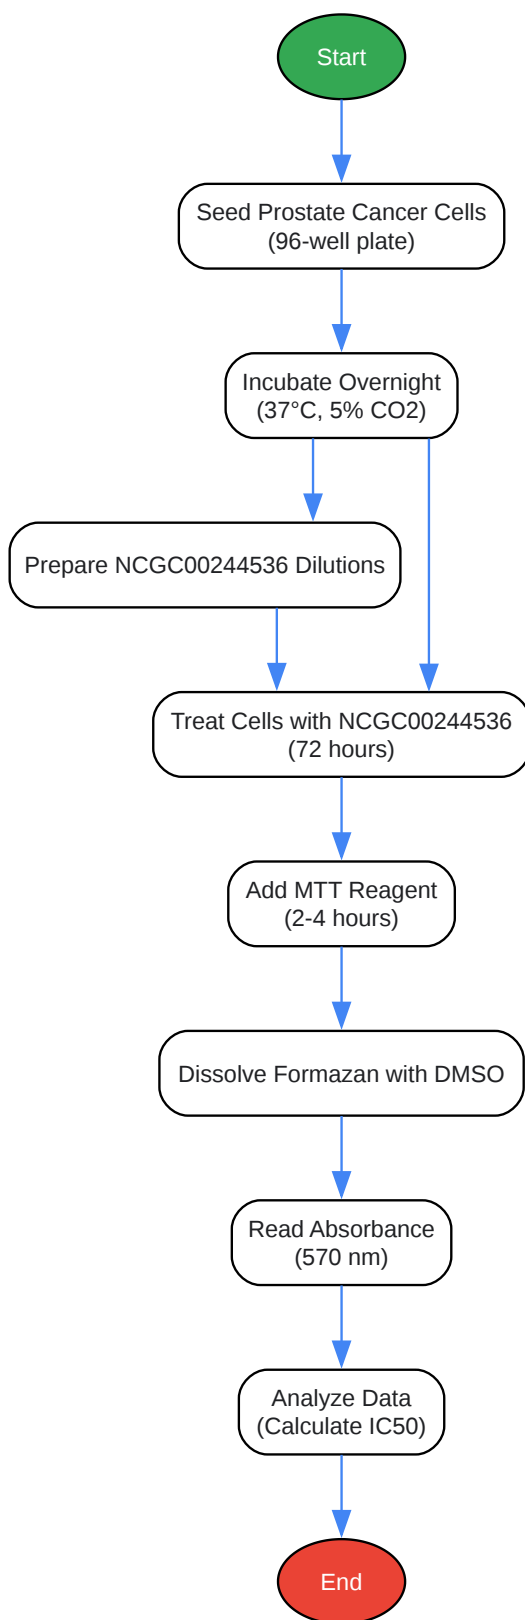 Start
Seed Prostate Cancer Cells
(96-well plate)
Incubate Overnight
(37°C, 5% CO2)
Prepare NCGC00244536 Dilutions
Treat Cells with NCGC00244536
(72 hours)
Add MTT Reagent
(2-4 hours)
Dissolve Formazan with DMSO
Read Absorbance
(570 nm)
Analyze Data
(Calculate IC50)
End